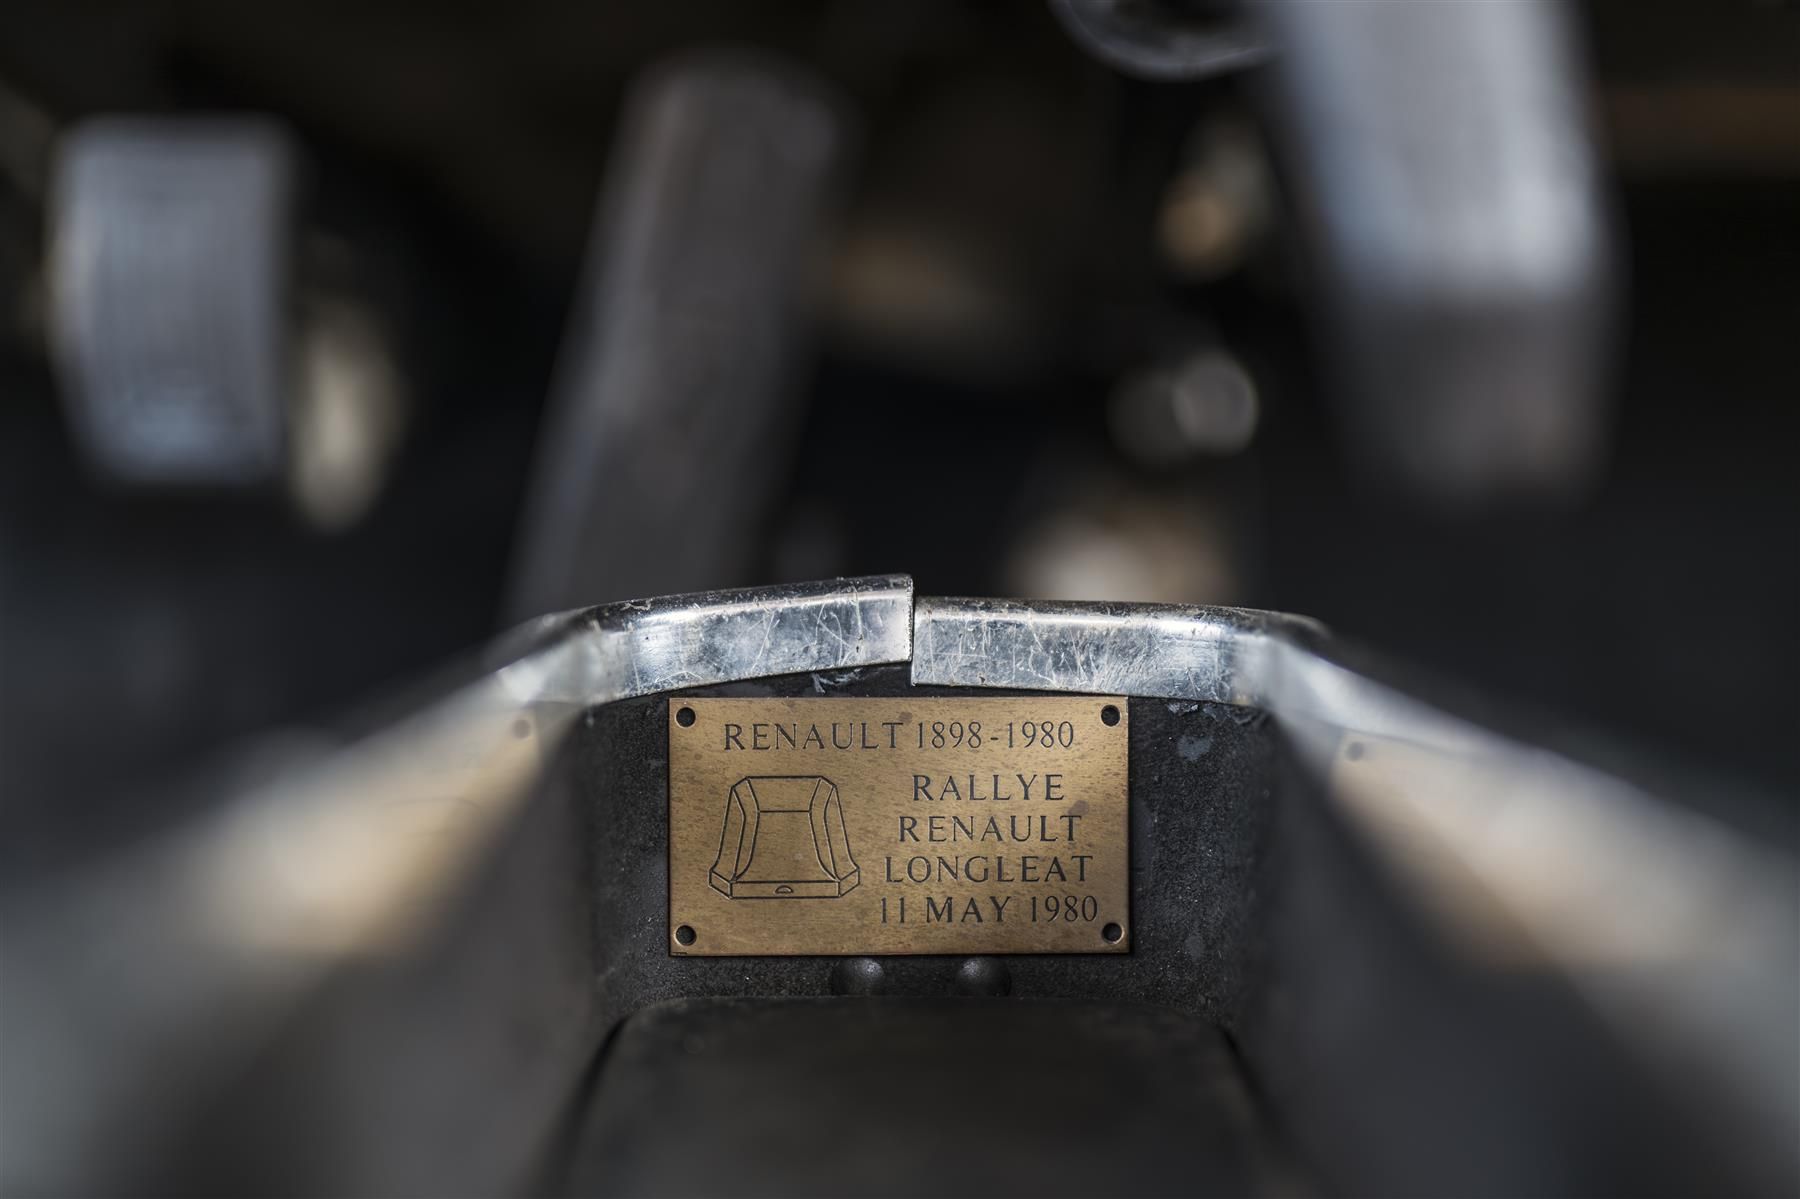 RENAULT 1898-1980
RALLYE
RENAULT
LONGLEAT
11 MAY 1980